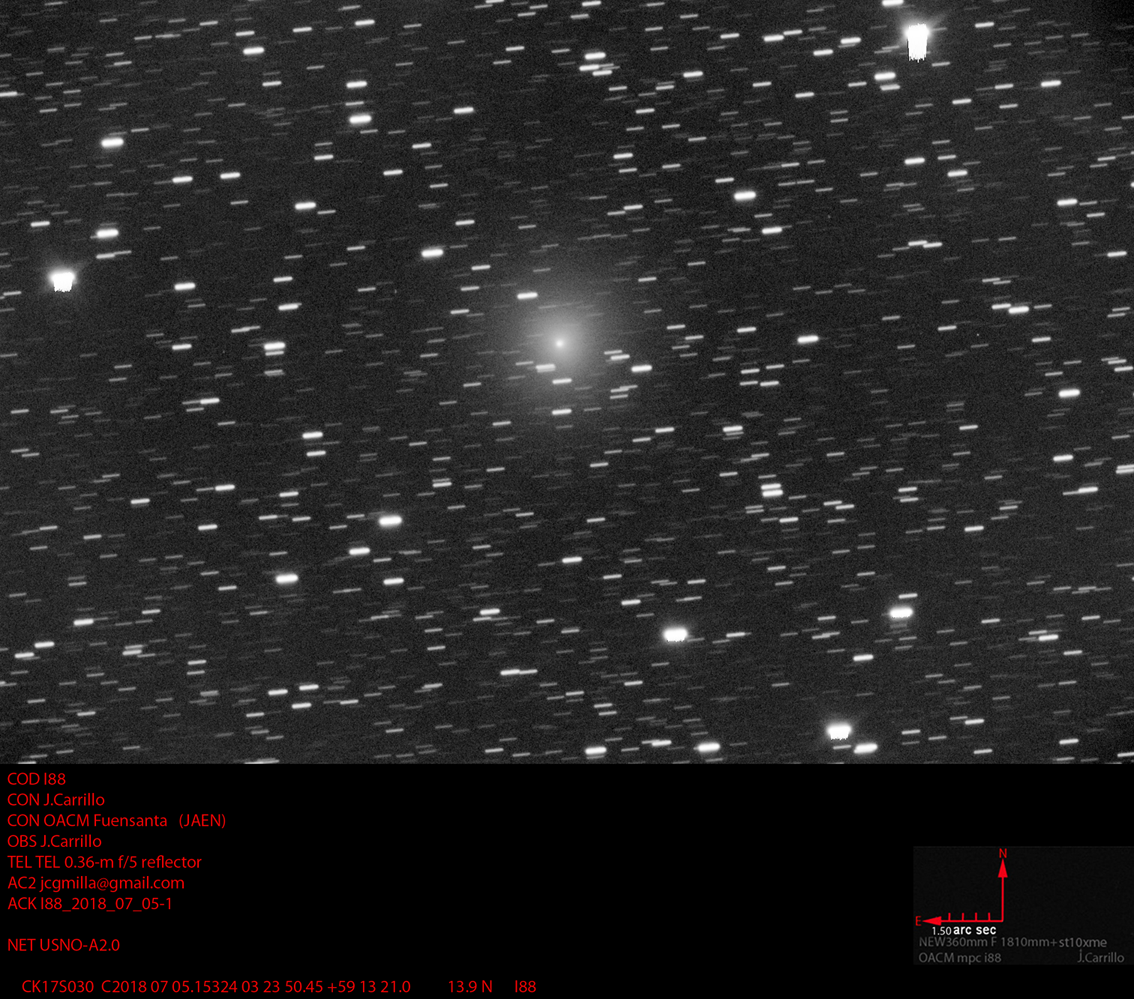 COD I88
CON J.Carrillo
CON OACM Fuensanta (JAEN)
OBS J.Carrillo
TEL TEL 0.36-m f/5 reflector
AC2 jcgmilla@gmail.com
ACK I88_2018_07_05-1
NET USNO-A2.0
CK17S030 C2018 07 05.15324 03 23 50.45 +59 13 21.0 13.9 N I88
N
E
1.50 arc sec
NEW360mm F 1810mm+st10xme
OACM mpc i88 J.Carrillo